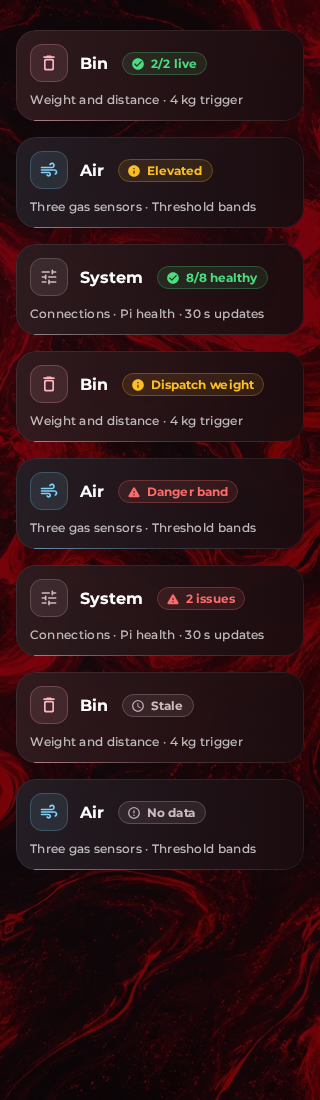 Bin 2/2 live
Weight and distance · 4 kg trigger
Air Elevated
Three gas sensors · Threshold bands
System 8/8 healthy
Connections · Pi health · 30 s updates
Bin Dispatch weight
Weight and distance · 4 kg trigger
Air Danger band
Three gas sensors · Threshold bands
System 2 issues
Connections · Pi health · 30 s updates
Bin Stale
Weight and distance · 4 kg trigger
Air No data
Three gas sensors · Threshold bands